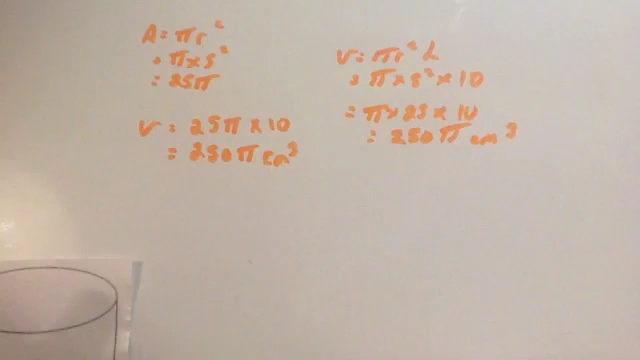 A = πr²
= π × 5²
= 25π
V = 25π × 10
= 250π cm³
V = πr² h
= π × 5² × 10
= π × 25 × 10
= 250π cm³